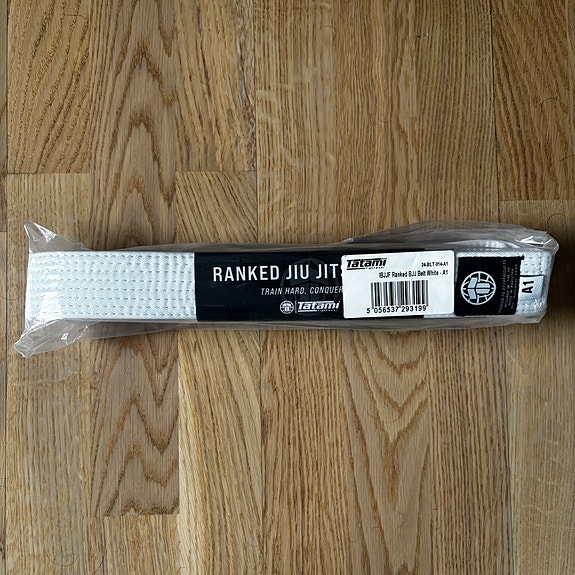 RANKED JIU JIT
TRAIN HARD, CONQUER
Tatami
Tatami
24-BLT-014-A1
IBJJF Ranked BJJ Belt White - A1
5 056537 293199
A1